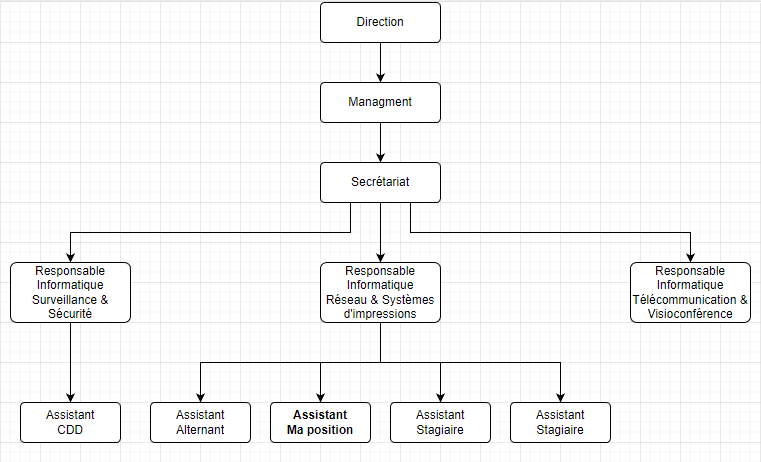 Direction
Managment
Secrétariat
Responsable
Informatique
Surveillance &
Sécurité
Responsable
Informatique
Réseau & Systèmes
d'impressions
Responsable
Informatique
Télécommunication &
Visioconférence
Assistant
CDD
Assistant
Alternant
Assistant
Ma position
Assistant
Stagiaire
Assistant
Stagiaire